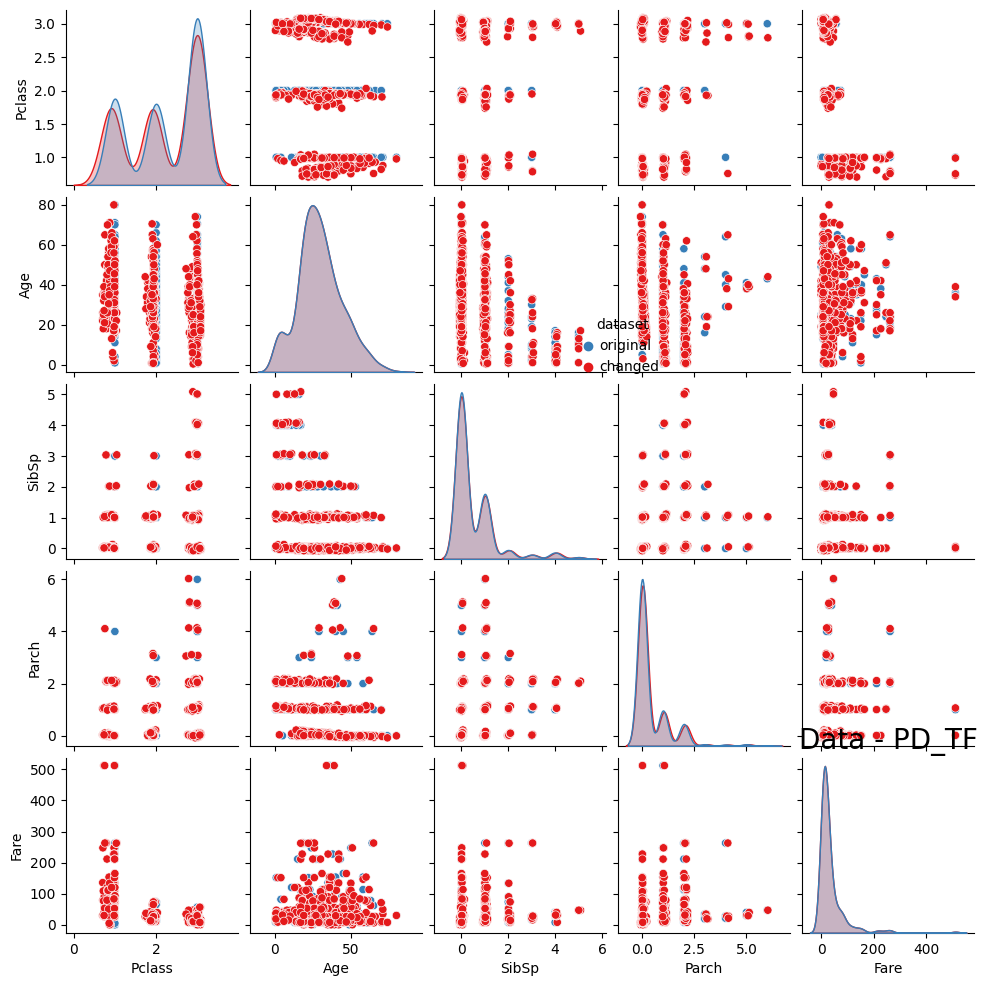 3.0
2.5
2.0
1.5
1.0
Pclass
80
60
40
20
0
Age
dataset
original
changed
5
4
3
2
1
0
SibSp
6
4
2
0
Parch
Data - PD_TF
500
400
300
200
100
0
Fare
0 2
0 50
0 2 4 6
0.0 2.5 5.0
0 200 400
Pclass Age SibSp Parch Fare